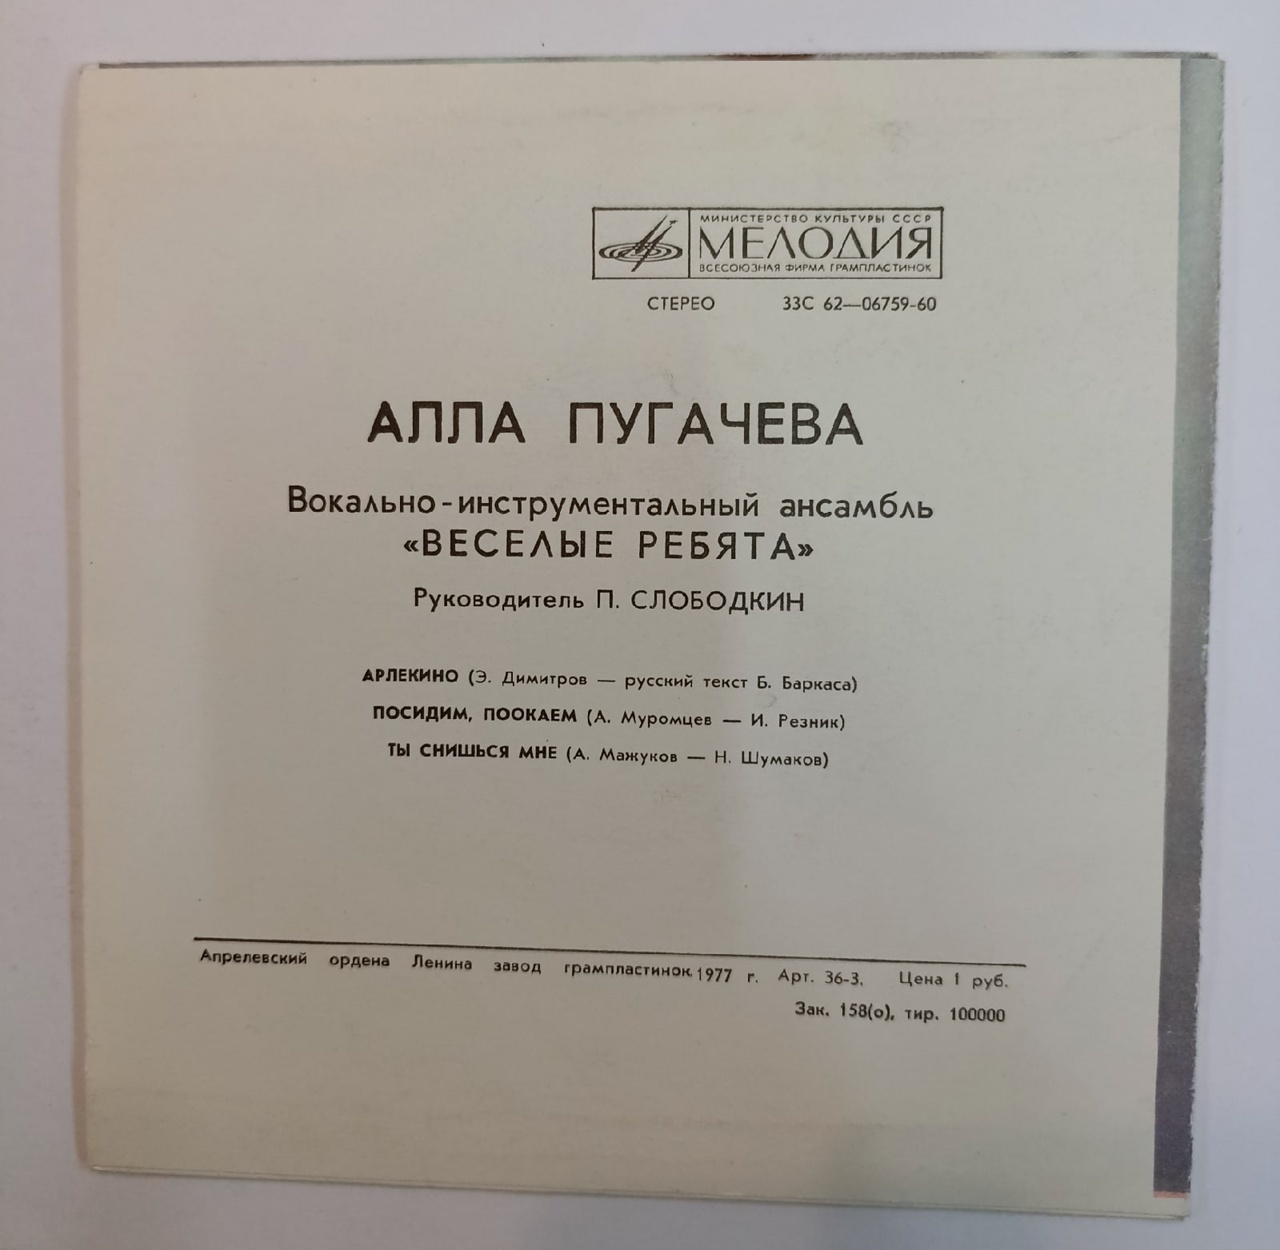 МИНИСТЕРСТВО КУЛЬТУРЫ СССР
МЕЛОДИЯ
ВСЕСОЮЗНАЯ ФИРМА ГРАМПЛАСТИНОК
СТЕРЕО 33С 62—06759-60
АЛЛА ПУГАЧЕВА
Вокально-инструментальный ансамбль
«ВЕСЕЛЫЕ РЕБЯТА»
Руководитель П. СЛОБОДКИН
АРЛЕКИНО (Э. Димитров — русский текст Б. Баркаса)
ПОСИДИМ, ПООКАЕМ (А. Муромцев — И. Резник)
ТЫ СНИШЬСЯ МНЕ (А. Мажуков — Н. Шумаков)
Апрелевский ордена Ленина завод грампластинок. 1977 г. Арт. 36-3. Цена 1 руб.
Зак. 158(о), тир. 100000